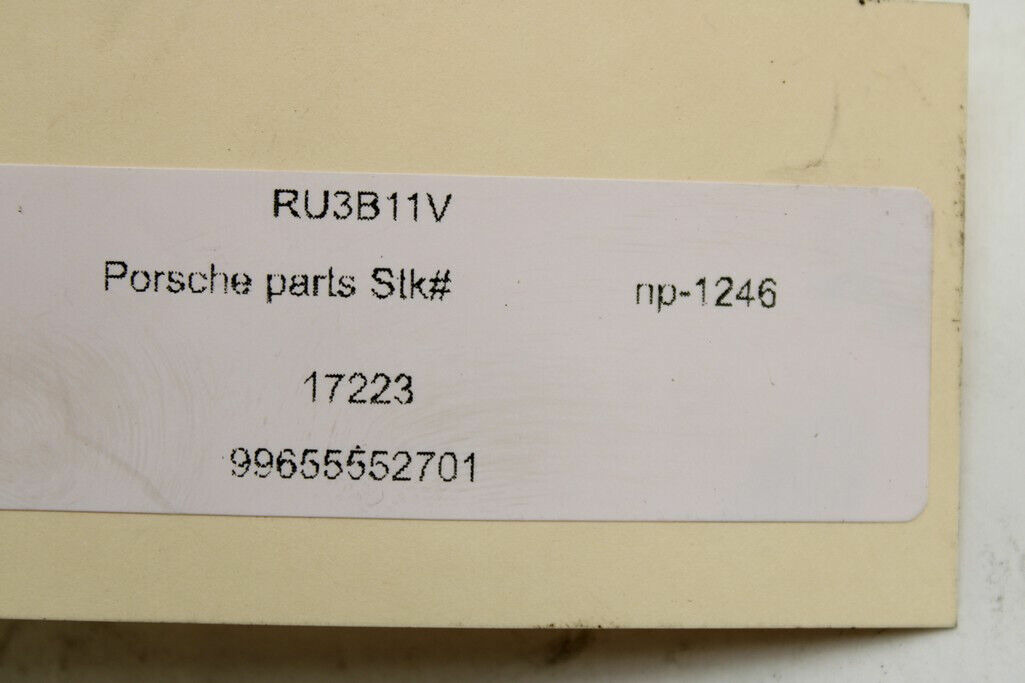 RU3B11V
Porsche parts Stk# np-1246
17223
99655552701